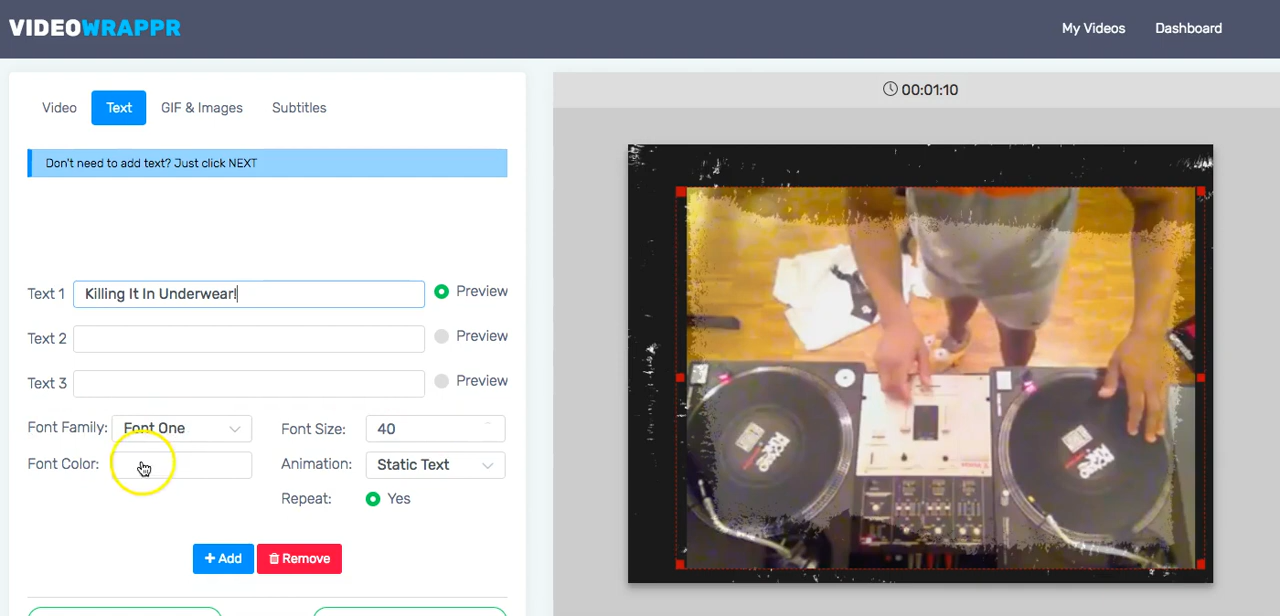 VIDEOWRAPPR
My Videos Dashboard
Video Text GIF & Images Subtitles
Don't need to add text? Just click NEXT
Text 1 Killing It In Underwear! Preview
Text 2 Preview
Text 3 Preview
Font Family: Font One Font Size: 40
Font Color: Animation: Static Text
Repeat: Yes
+ Add Remove
00:01:10